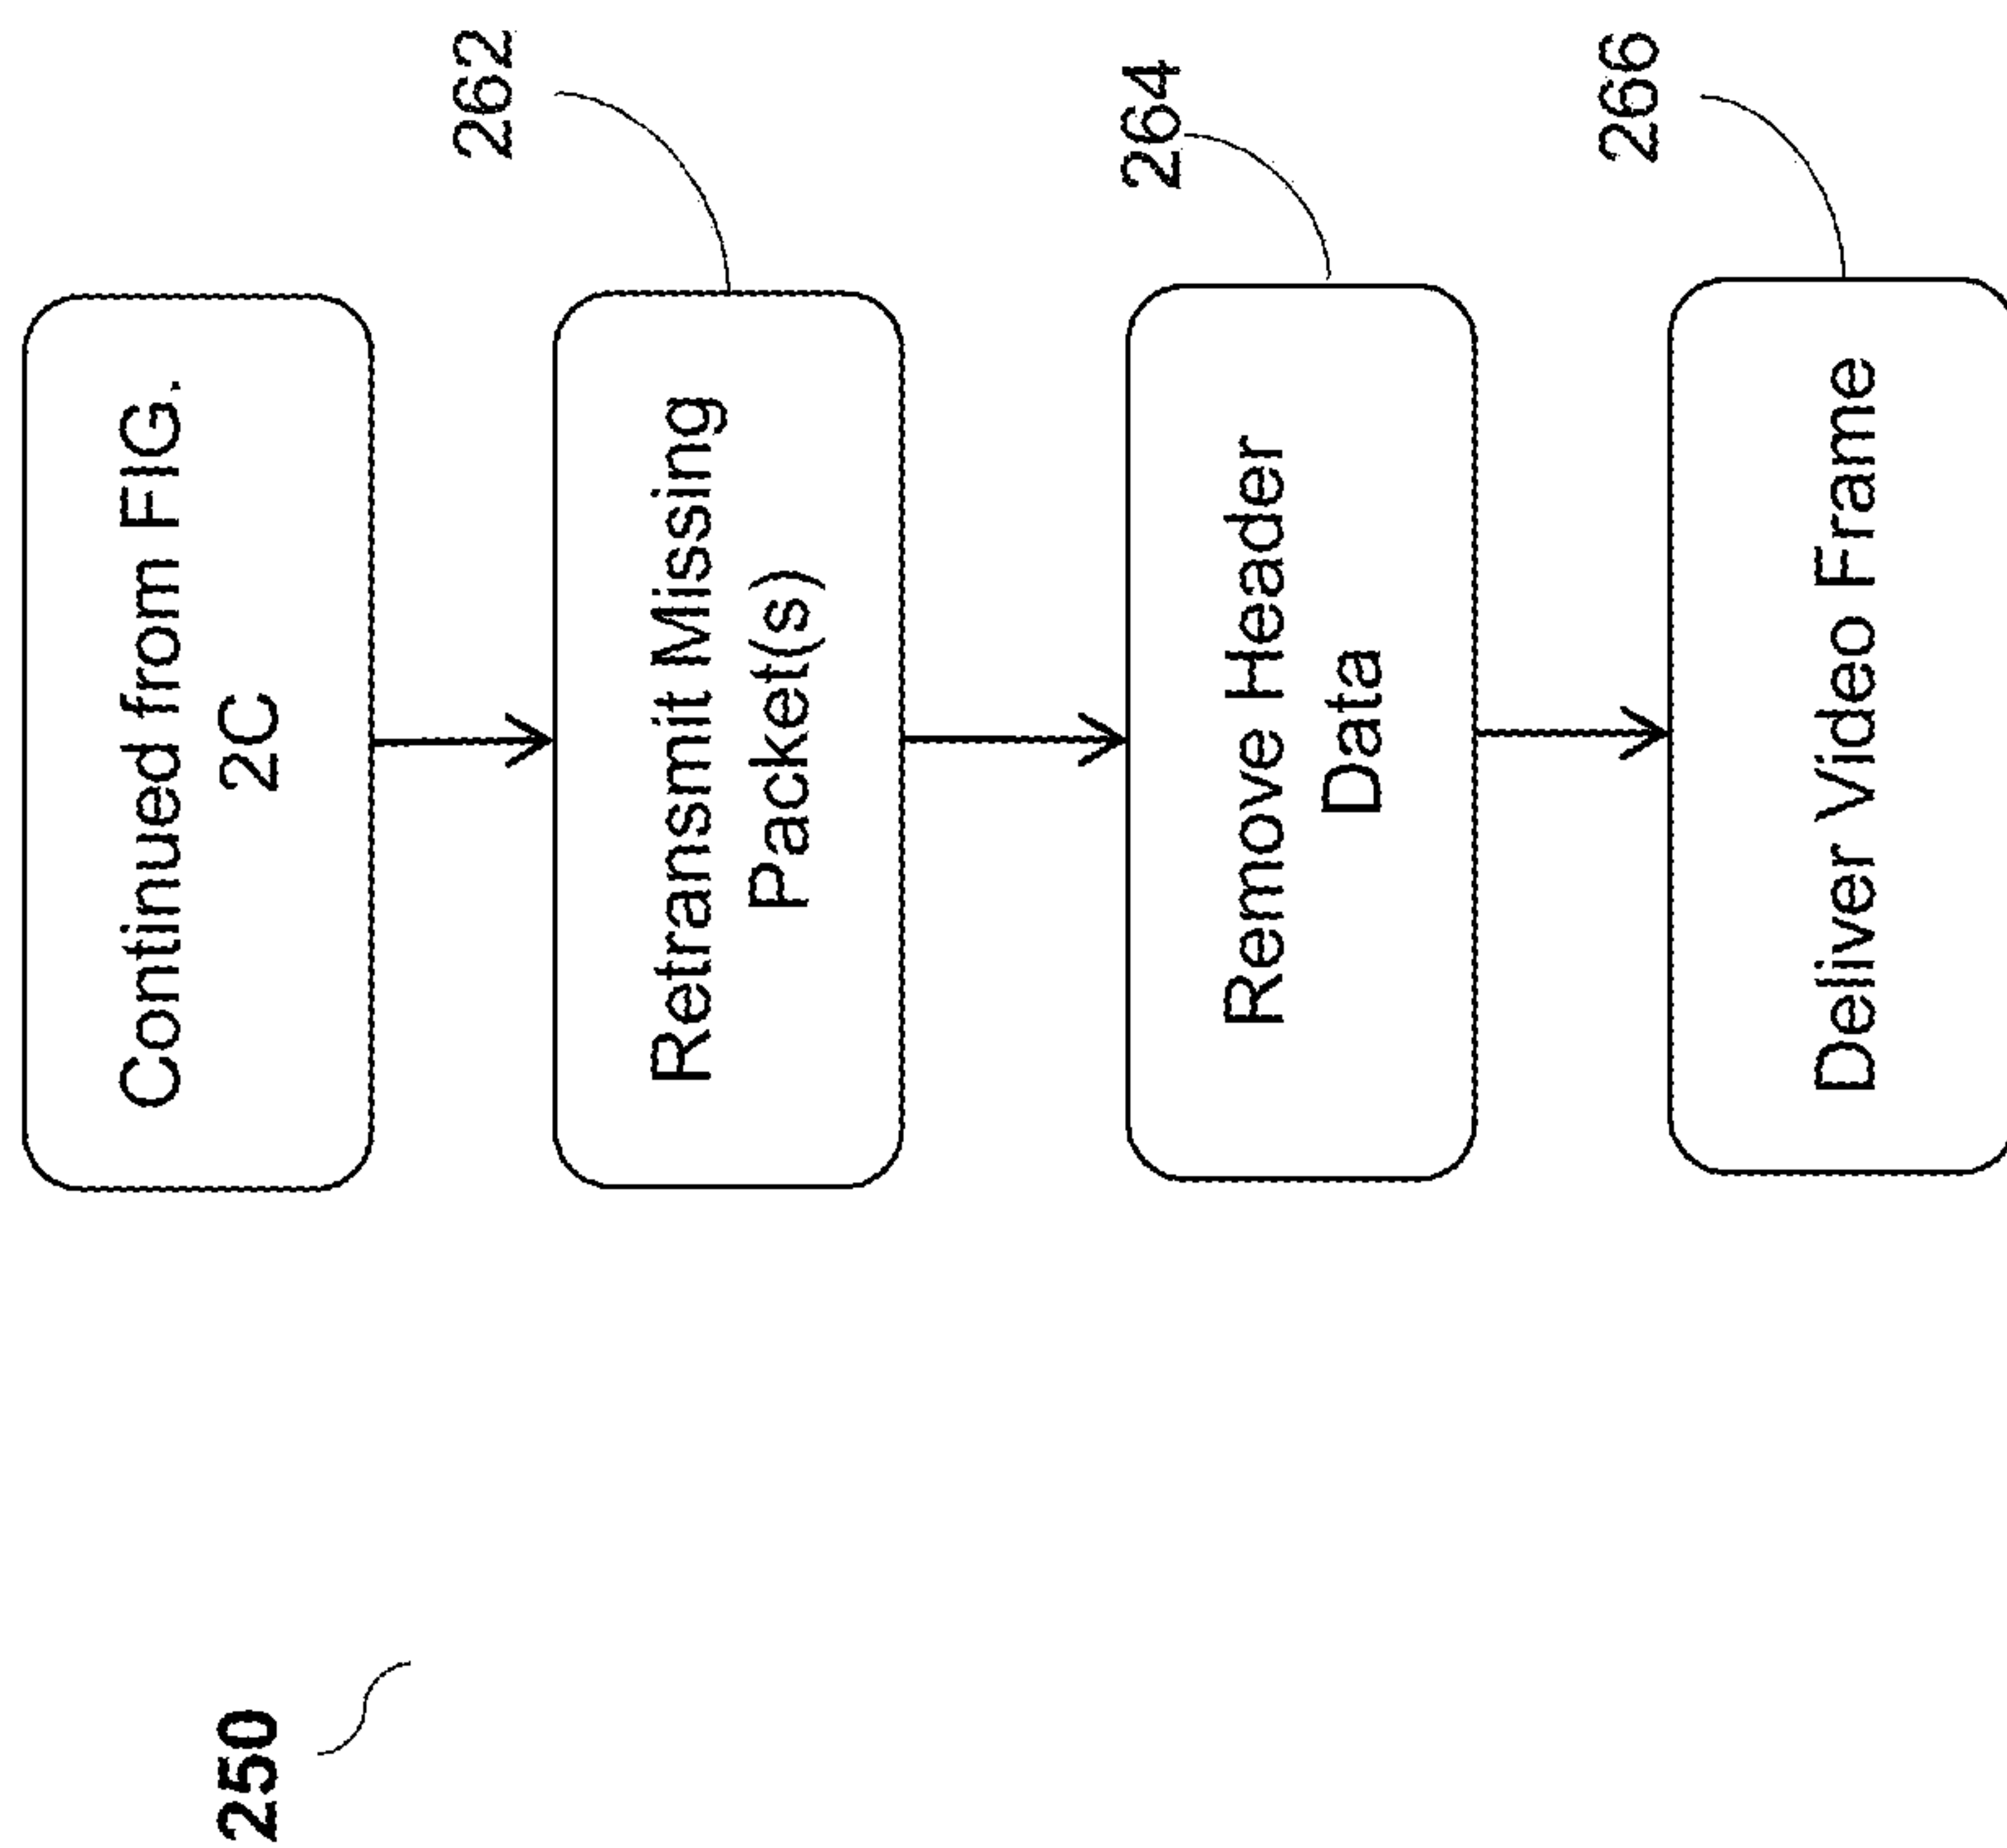 250
Continued from FIG.
2C
262
Retransmit Missing
Packet(s)
264
Remove Header
Data
266
Deliver Video Frame